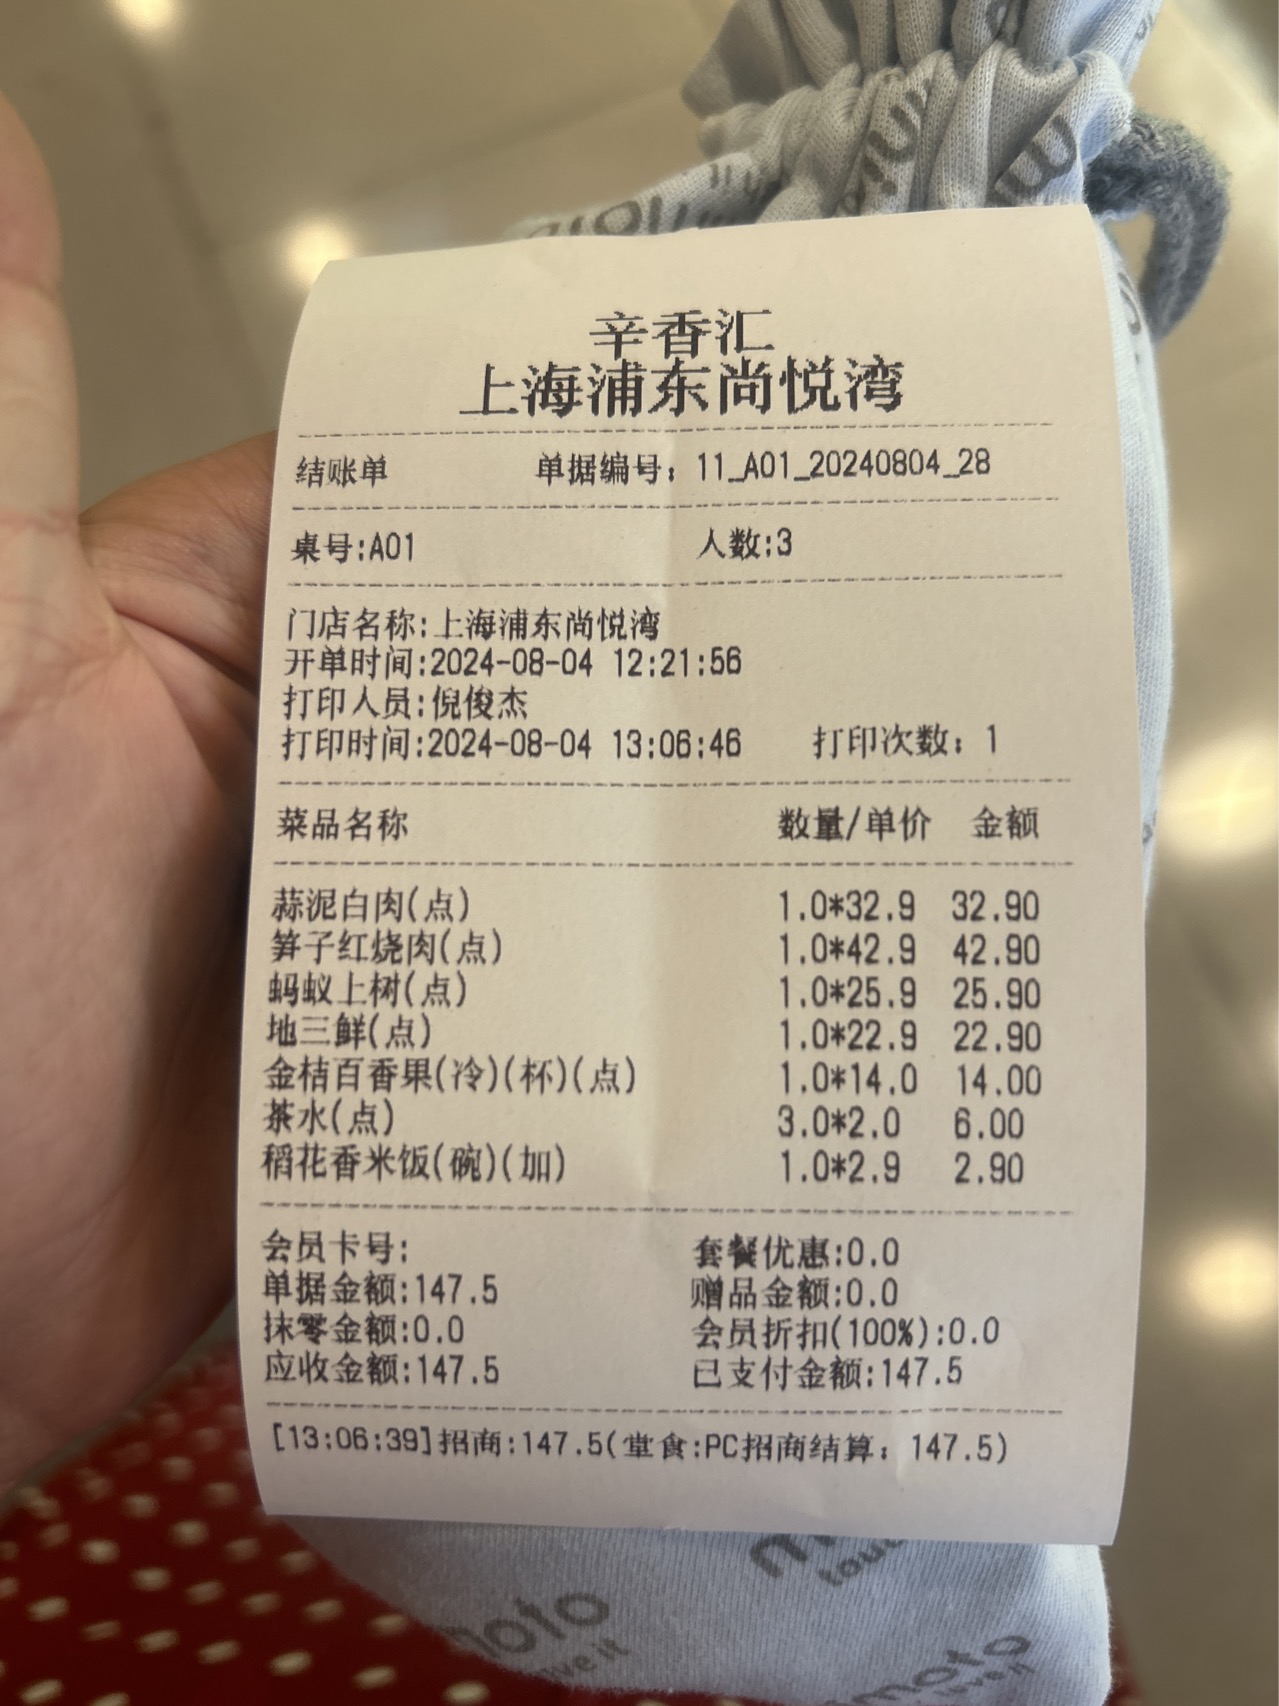 辛香汇
上海浦东尚悦湾
结账单 单据编号：11_A01_20240804_28
桌号:A01 人数:3
门店名称:上海浦东尚悦湾
开单时间:2024-08-04 12:21:56
打印人员:倪俊杰
打印时间:2024-08-04 13:06:46 打印次数：1
菜品名称 数量/单价 金额
蒜泥白肉(点) 1.0*32.9 32.90
笋子红烧肉(点) 1.0*42.9 42.90
蚂蚁上树(点) 1.0*25.9 25.90
地三鲜(点) 1.0*22.9 22.90
金桔百香果(冷)(杯)(点) 1.0*14.0 14.00
茶水(点) 3.0*2.0 6.00
稻花香米饭(碗)(加) 1.0*2.9 2.90
会员卡号: 套餐优惠:0.0
单据金额:147.5 赠品金额:0.0
抹零金额:0.0 会员折扣(100%):0.0
应收金额:147.5 已支付金额:147.5
[13:06:39]招商:147.5(堂食:PC招商结算：147.5)